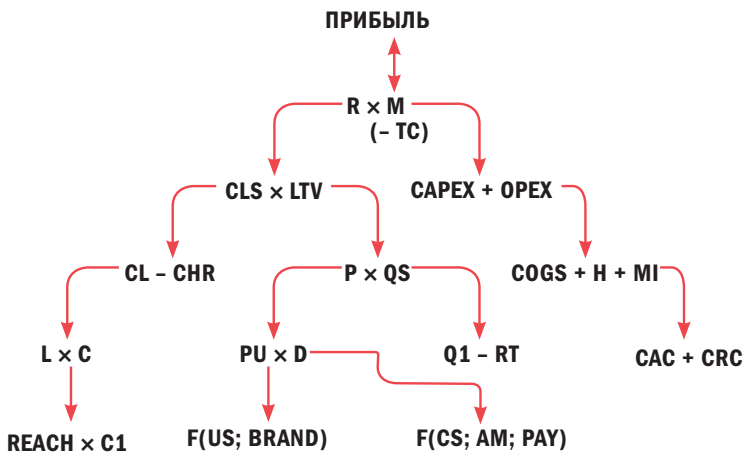 ПРИБЫЛЬ
R × M
(– TC)
CLS × LTV
CAPEX + OPEX
CL – CHR
P × QS
COGS + H + MI
L × C
PU × D
Q1 – RT
CAC + CRC
REACH × C1
F(US; BRAND)
F(CS; AM; PAY)